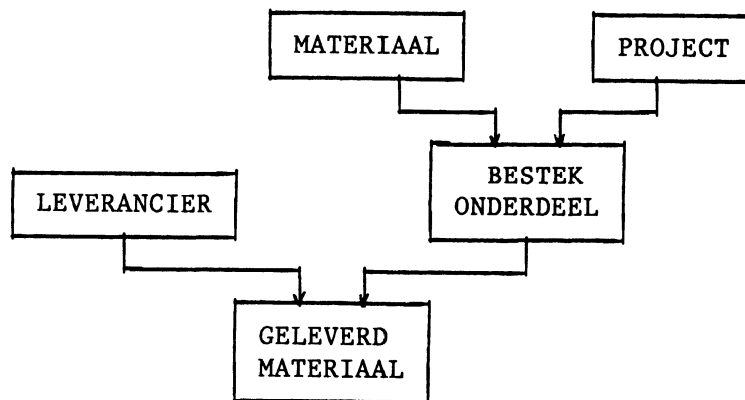 MATERIAAL
PROJECT
BESTEK
ONDERDEEL
LEVERANCIER
GELEVERD
MATERIAAL